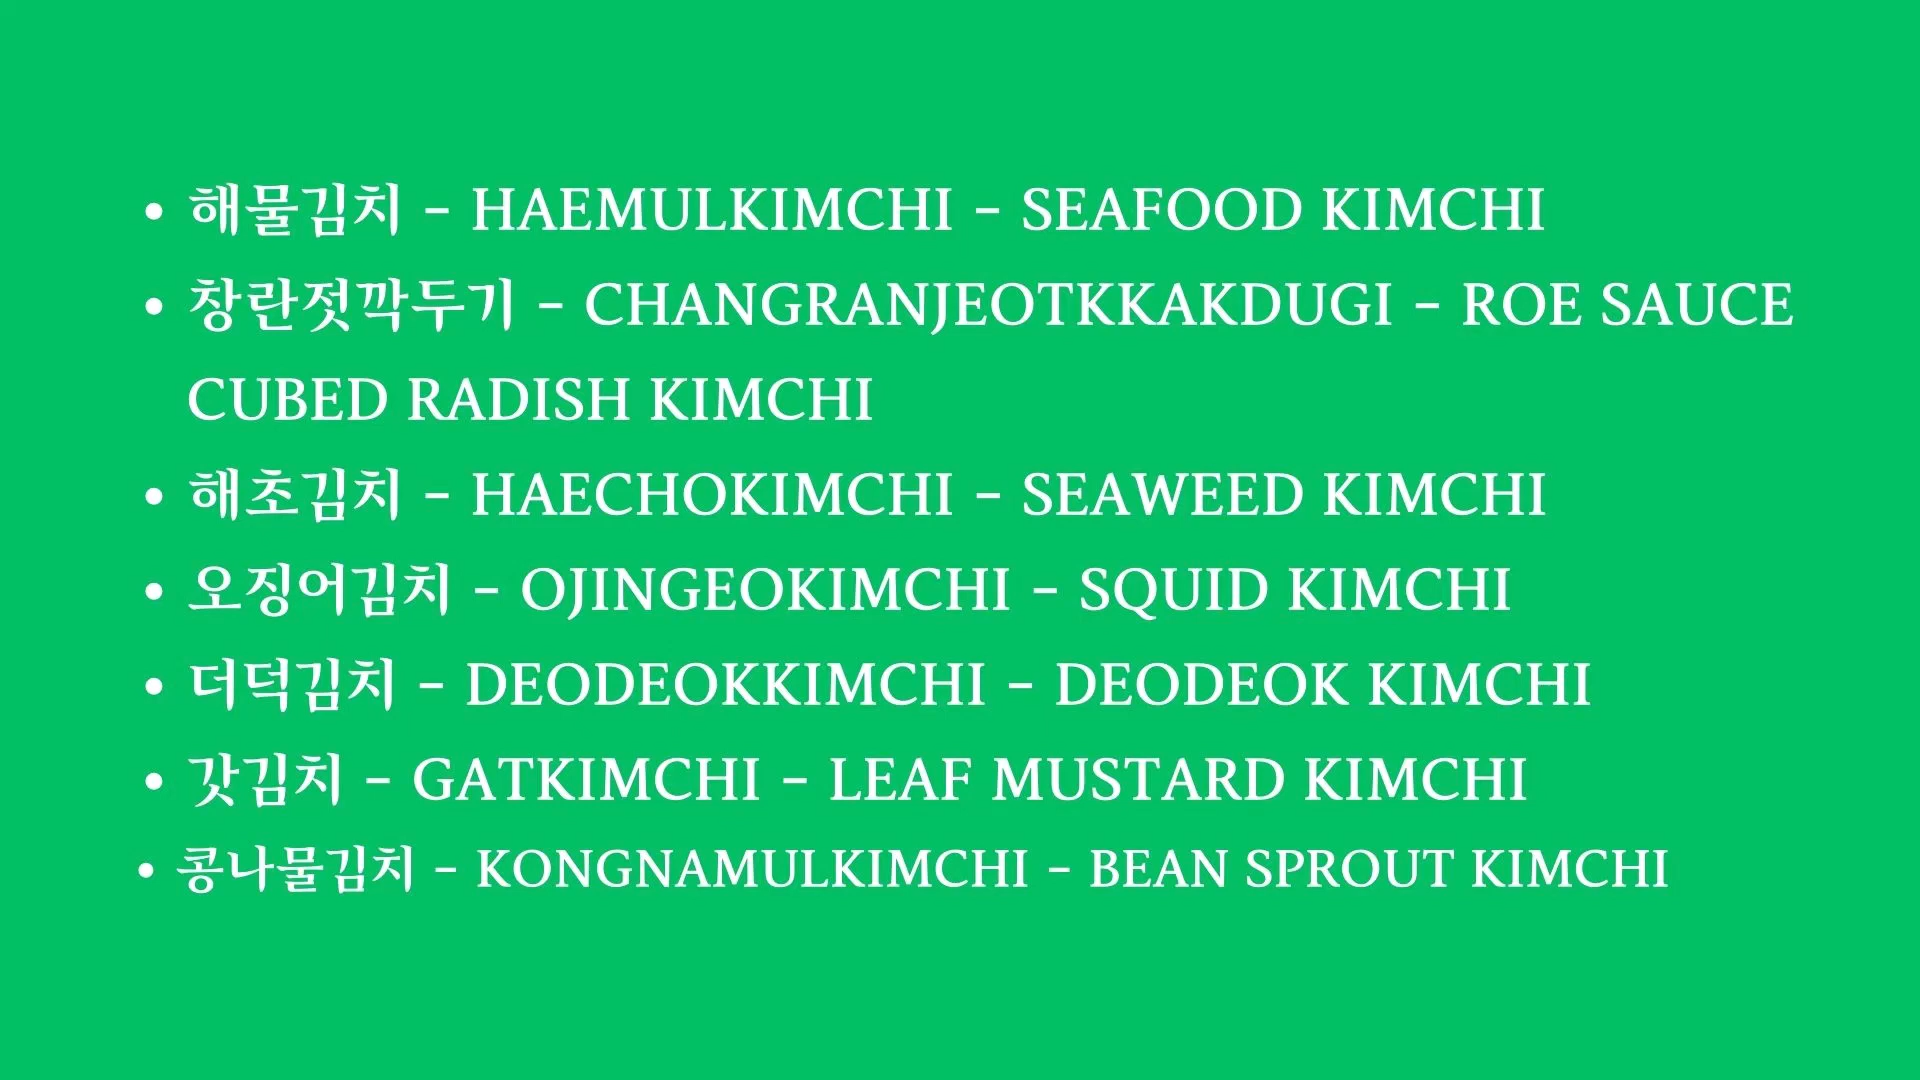 • 해물김치 – HAEMULKIMCHI – SEAFOOD KIMCHI
• 창란젓깍두기 – CHANGRANJEOTKKAKDUGI – ROE SAUCE
CUBED RADISH KIMCHI
• 해초김치 – HAECHOKIMCHI – SEAWEED KIMCHI
• 오징어김치 – OJINGEOKIMCHI – SQUID KIMCHI
• 더덕김치 – DEODEOKKIMCHI – DEODEOK KIMCHI
• 갓김치 – GATKIMCHI – LEAF MUSTARD KIMCHI
• 콩나물김치 – KONGNAMULKIMCHI – BEAN SPROUT KIMCHI